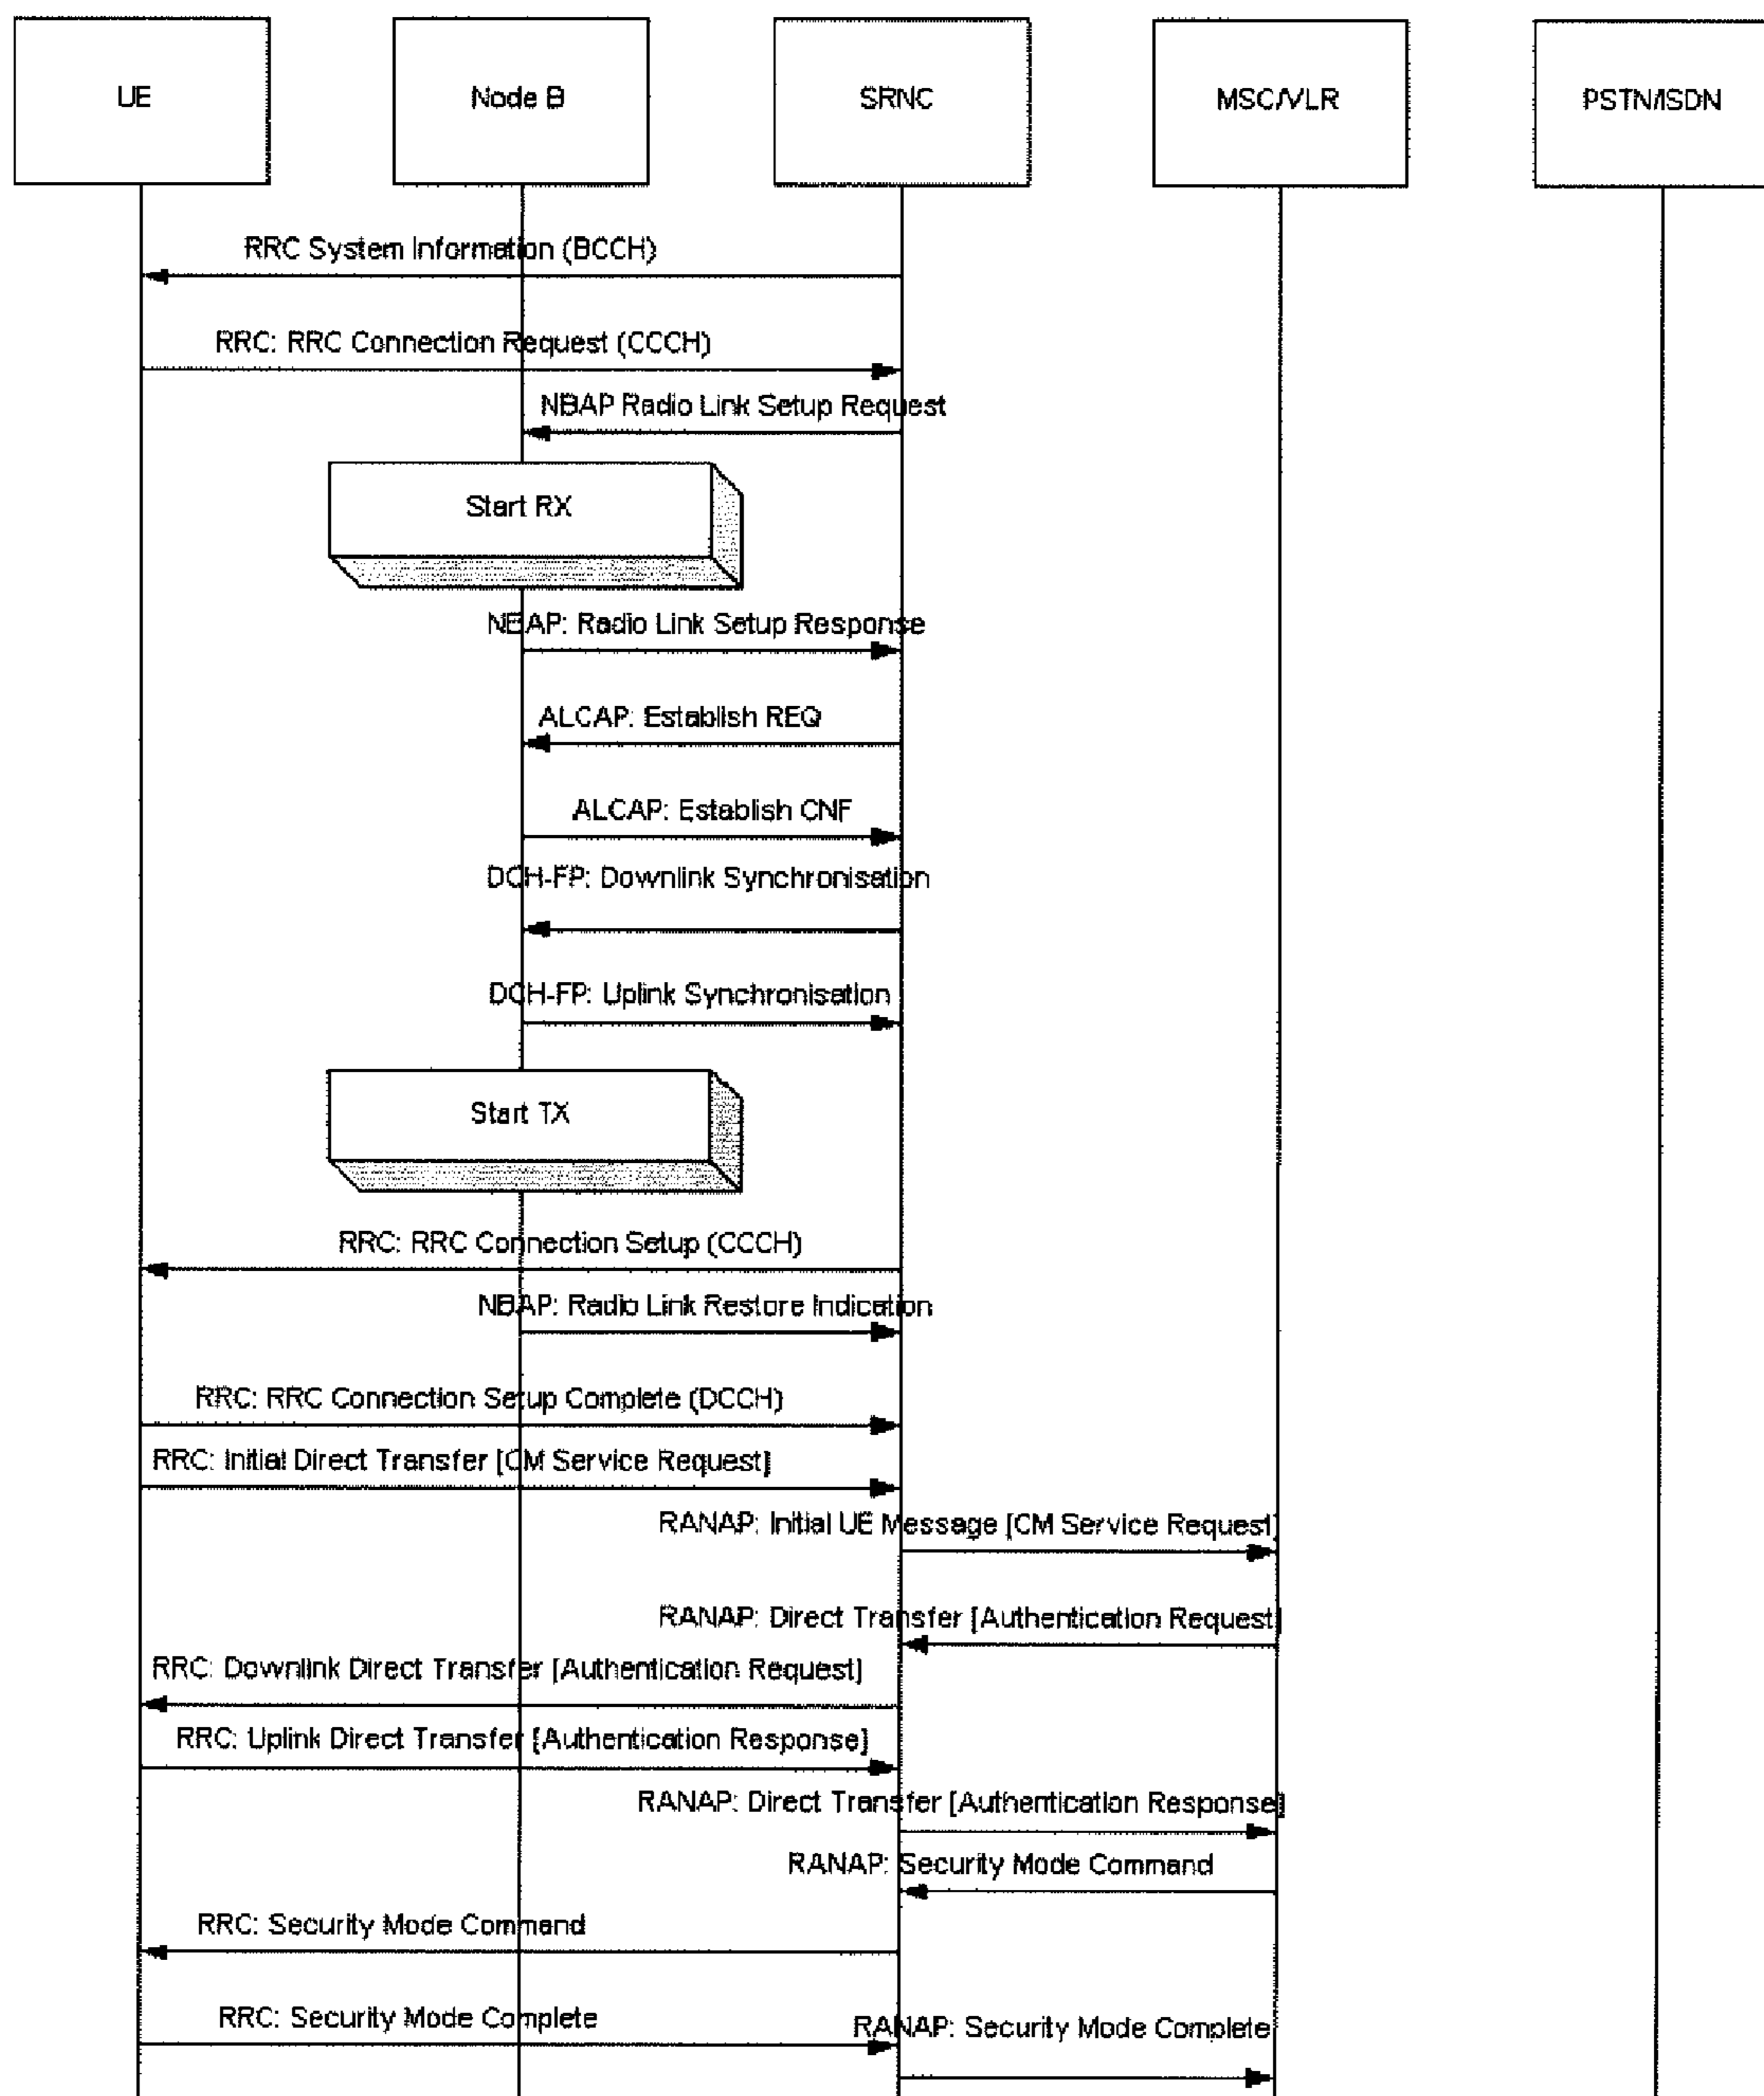 UE
Node B
SRNC
MSC/VLR
PSTN/ISDN
RRC System Information (BCCH)
RRC: RRC Connection Request (CCCH)
NBAP Radio Link Setup Request
Start RX
NBAP: Radio Link Setup Response
ALCAP: Establish REQ
ALCAP: Establish CNF
DCH-FP: Downlink Synchronisation
DCH-FP: Uplink Synchronisation
Start TX
RRC: RRC Connection Setup (CCCH)
NBAP: Radio Link Restore Indication
RRC: RRC Connection Setup Complete (DCCH)
RRC: Initial Direct Transfer [CM Service Request]
RANAP: Initial UE Message [CM Service Request]
RANAP: Direct Transfer [Authentication Request]
RRC: Downlink Direct Transfer [Authentication Request]
RRC: Uplink Direct Transfer [Authentication Response]
RANAP: Direct Transfer [Authentication Response]
RANAP: Security Mode Command
RRC: Security Mode Command
RRC: Security Mode Complete
RANAP: Security Mode Complete